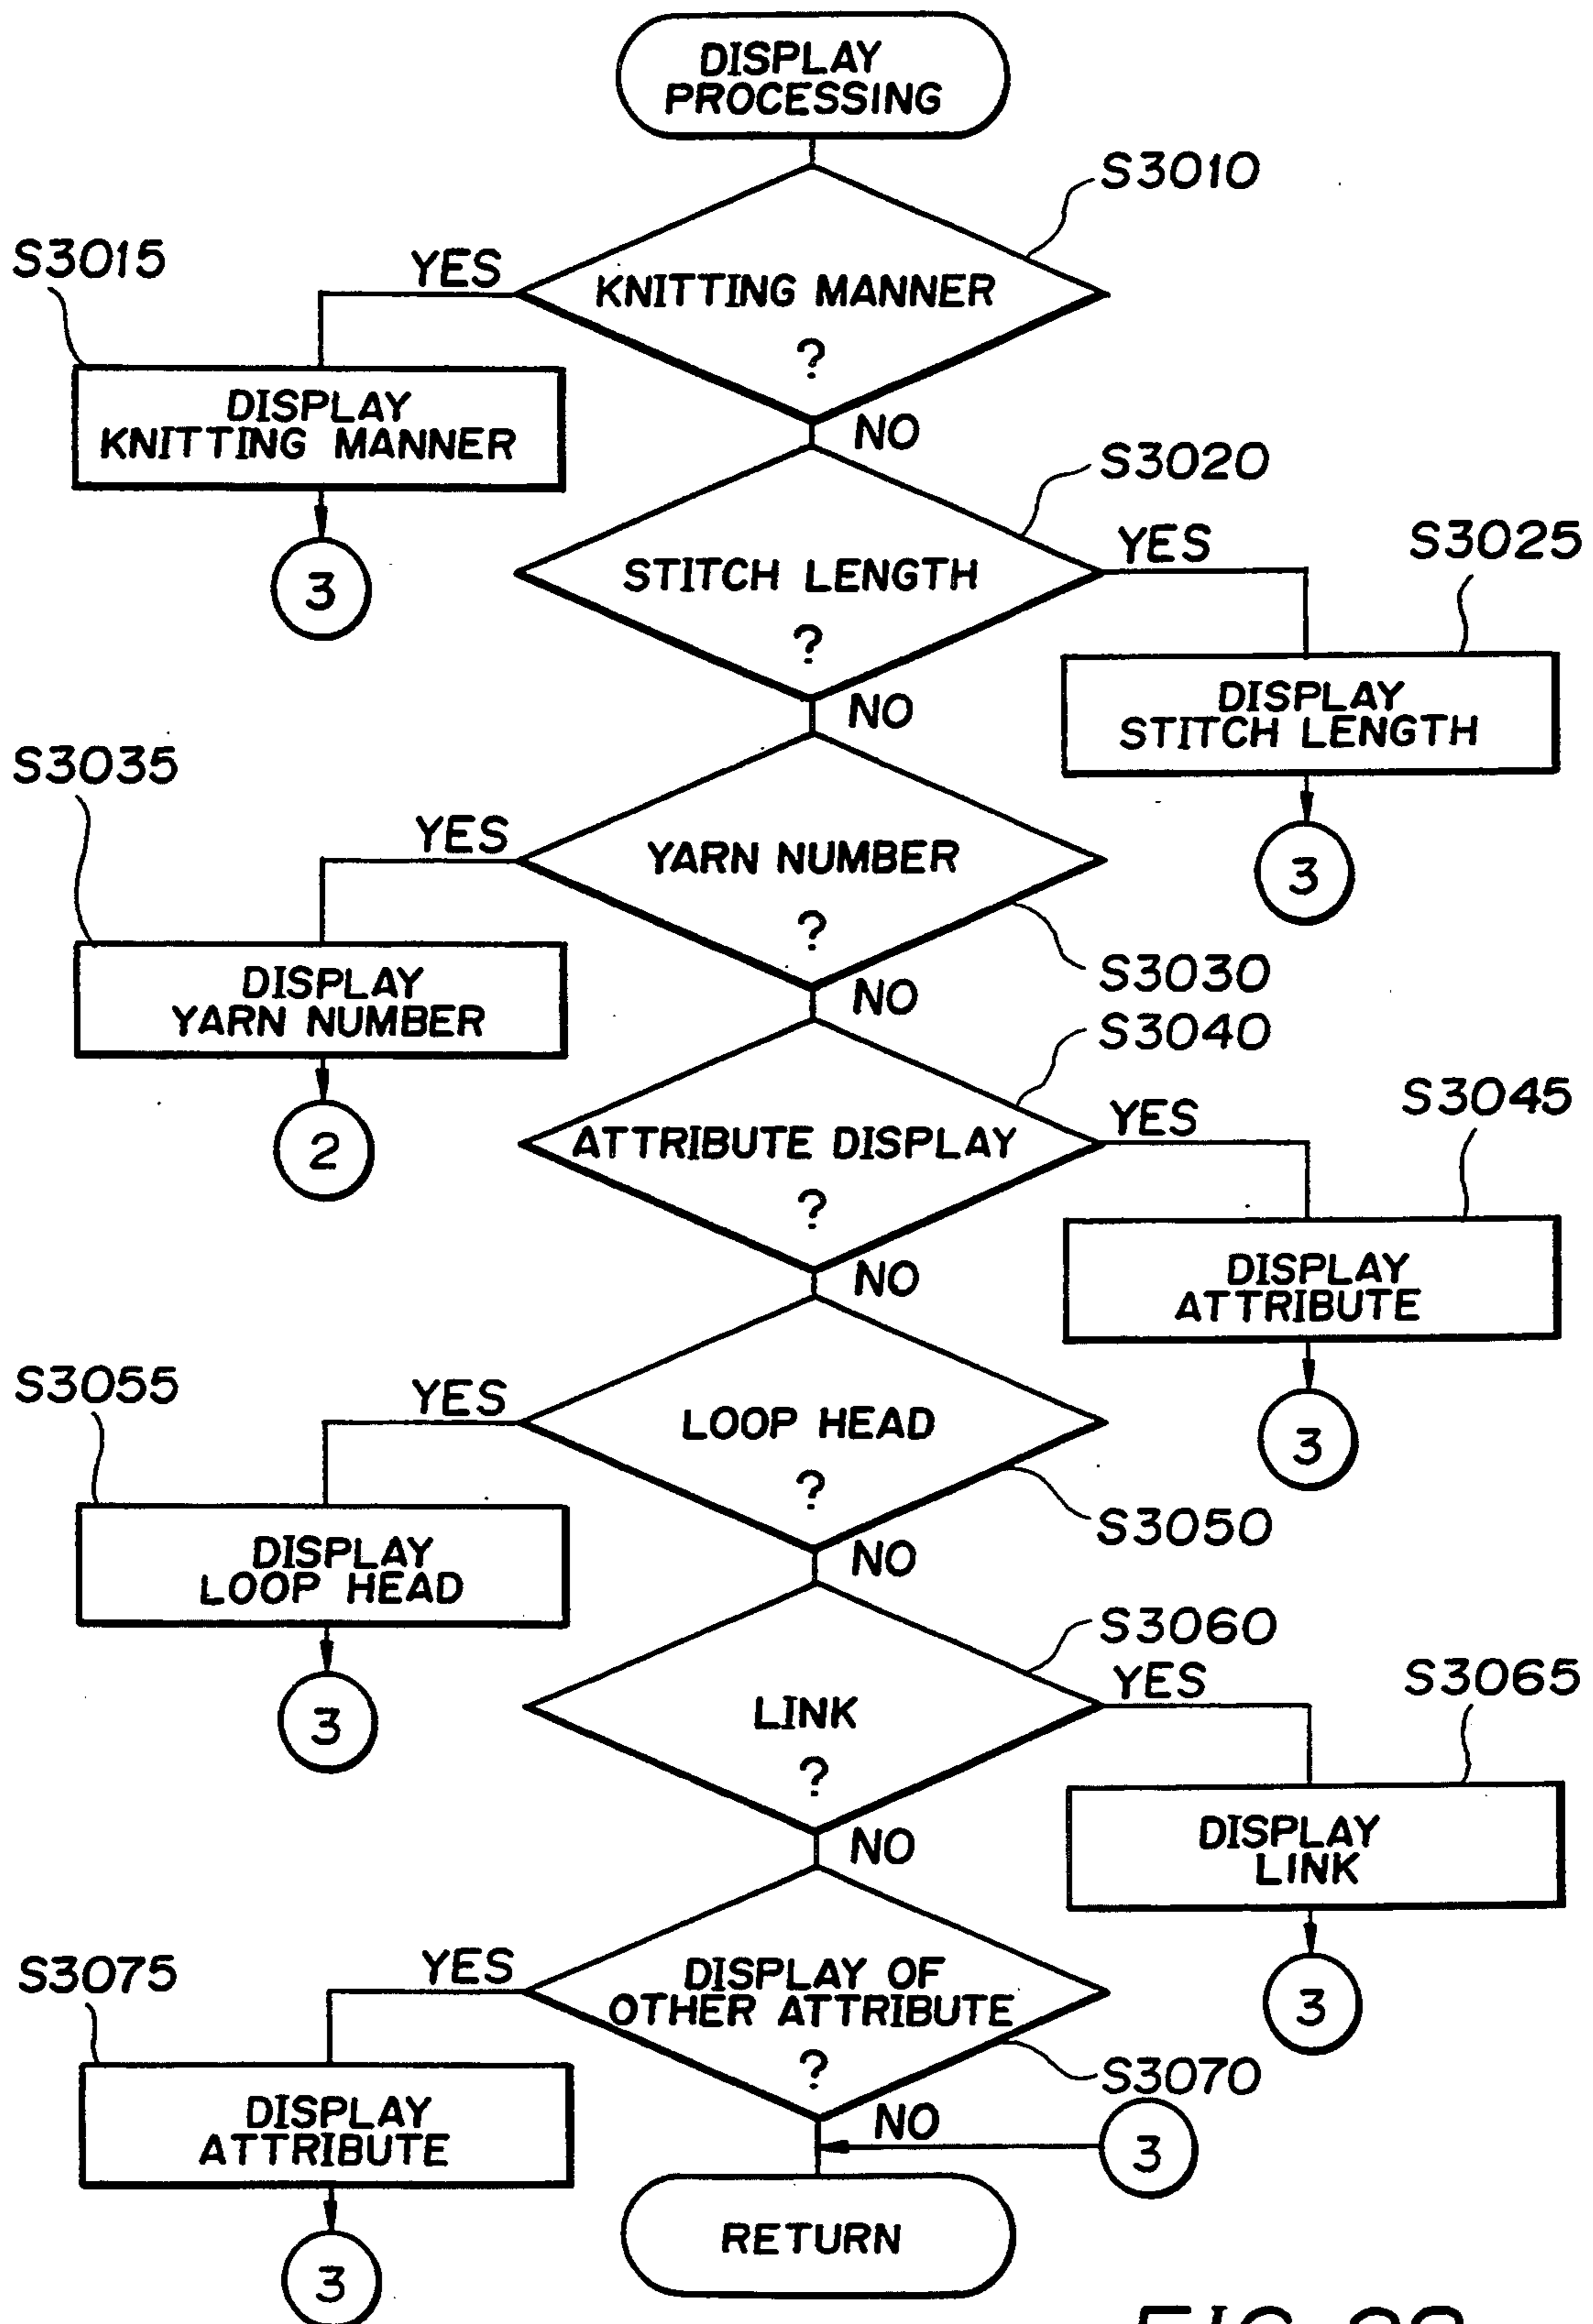 DISPLAY
PROCESSING
S3010
S3015
YES
KNITTING MANNER
?
DISPLAY
KNITTING MANNER
NO
3
S3020
YES
S3025
STITCH LENGTH
?
DISPLAY
STITCH LENGTH
NO
3
S3035
YES
YARN NUMBER
?
S3030
DISPLAY
YARN NUMBER
NO
2
S3040
YES
S3045
ATTRIBUTE DISPLAY
?
DISPLAY
ATTRIBUTE
NO
3
S3055
YES
LOOP HEAD
?
S3050
DISPLAY
LOOP HEAD
NO
3
S3060
YES
S3065
LINK
?
DISPLAY
LINK
NO
3
S3075
YES
DISPLAY OF
OTHER ATTRIBUTE
?
S3070
DISPLAY
ATTRIBUTE
NO
3
3
RETURN